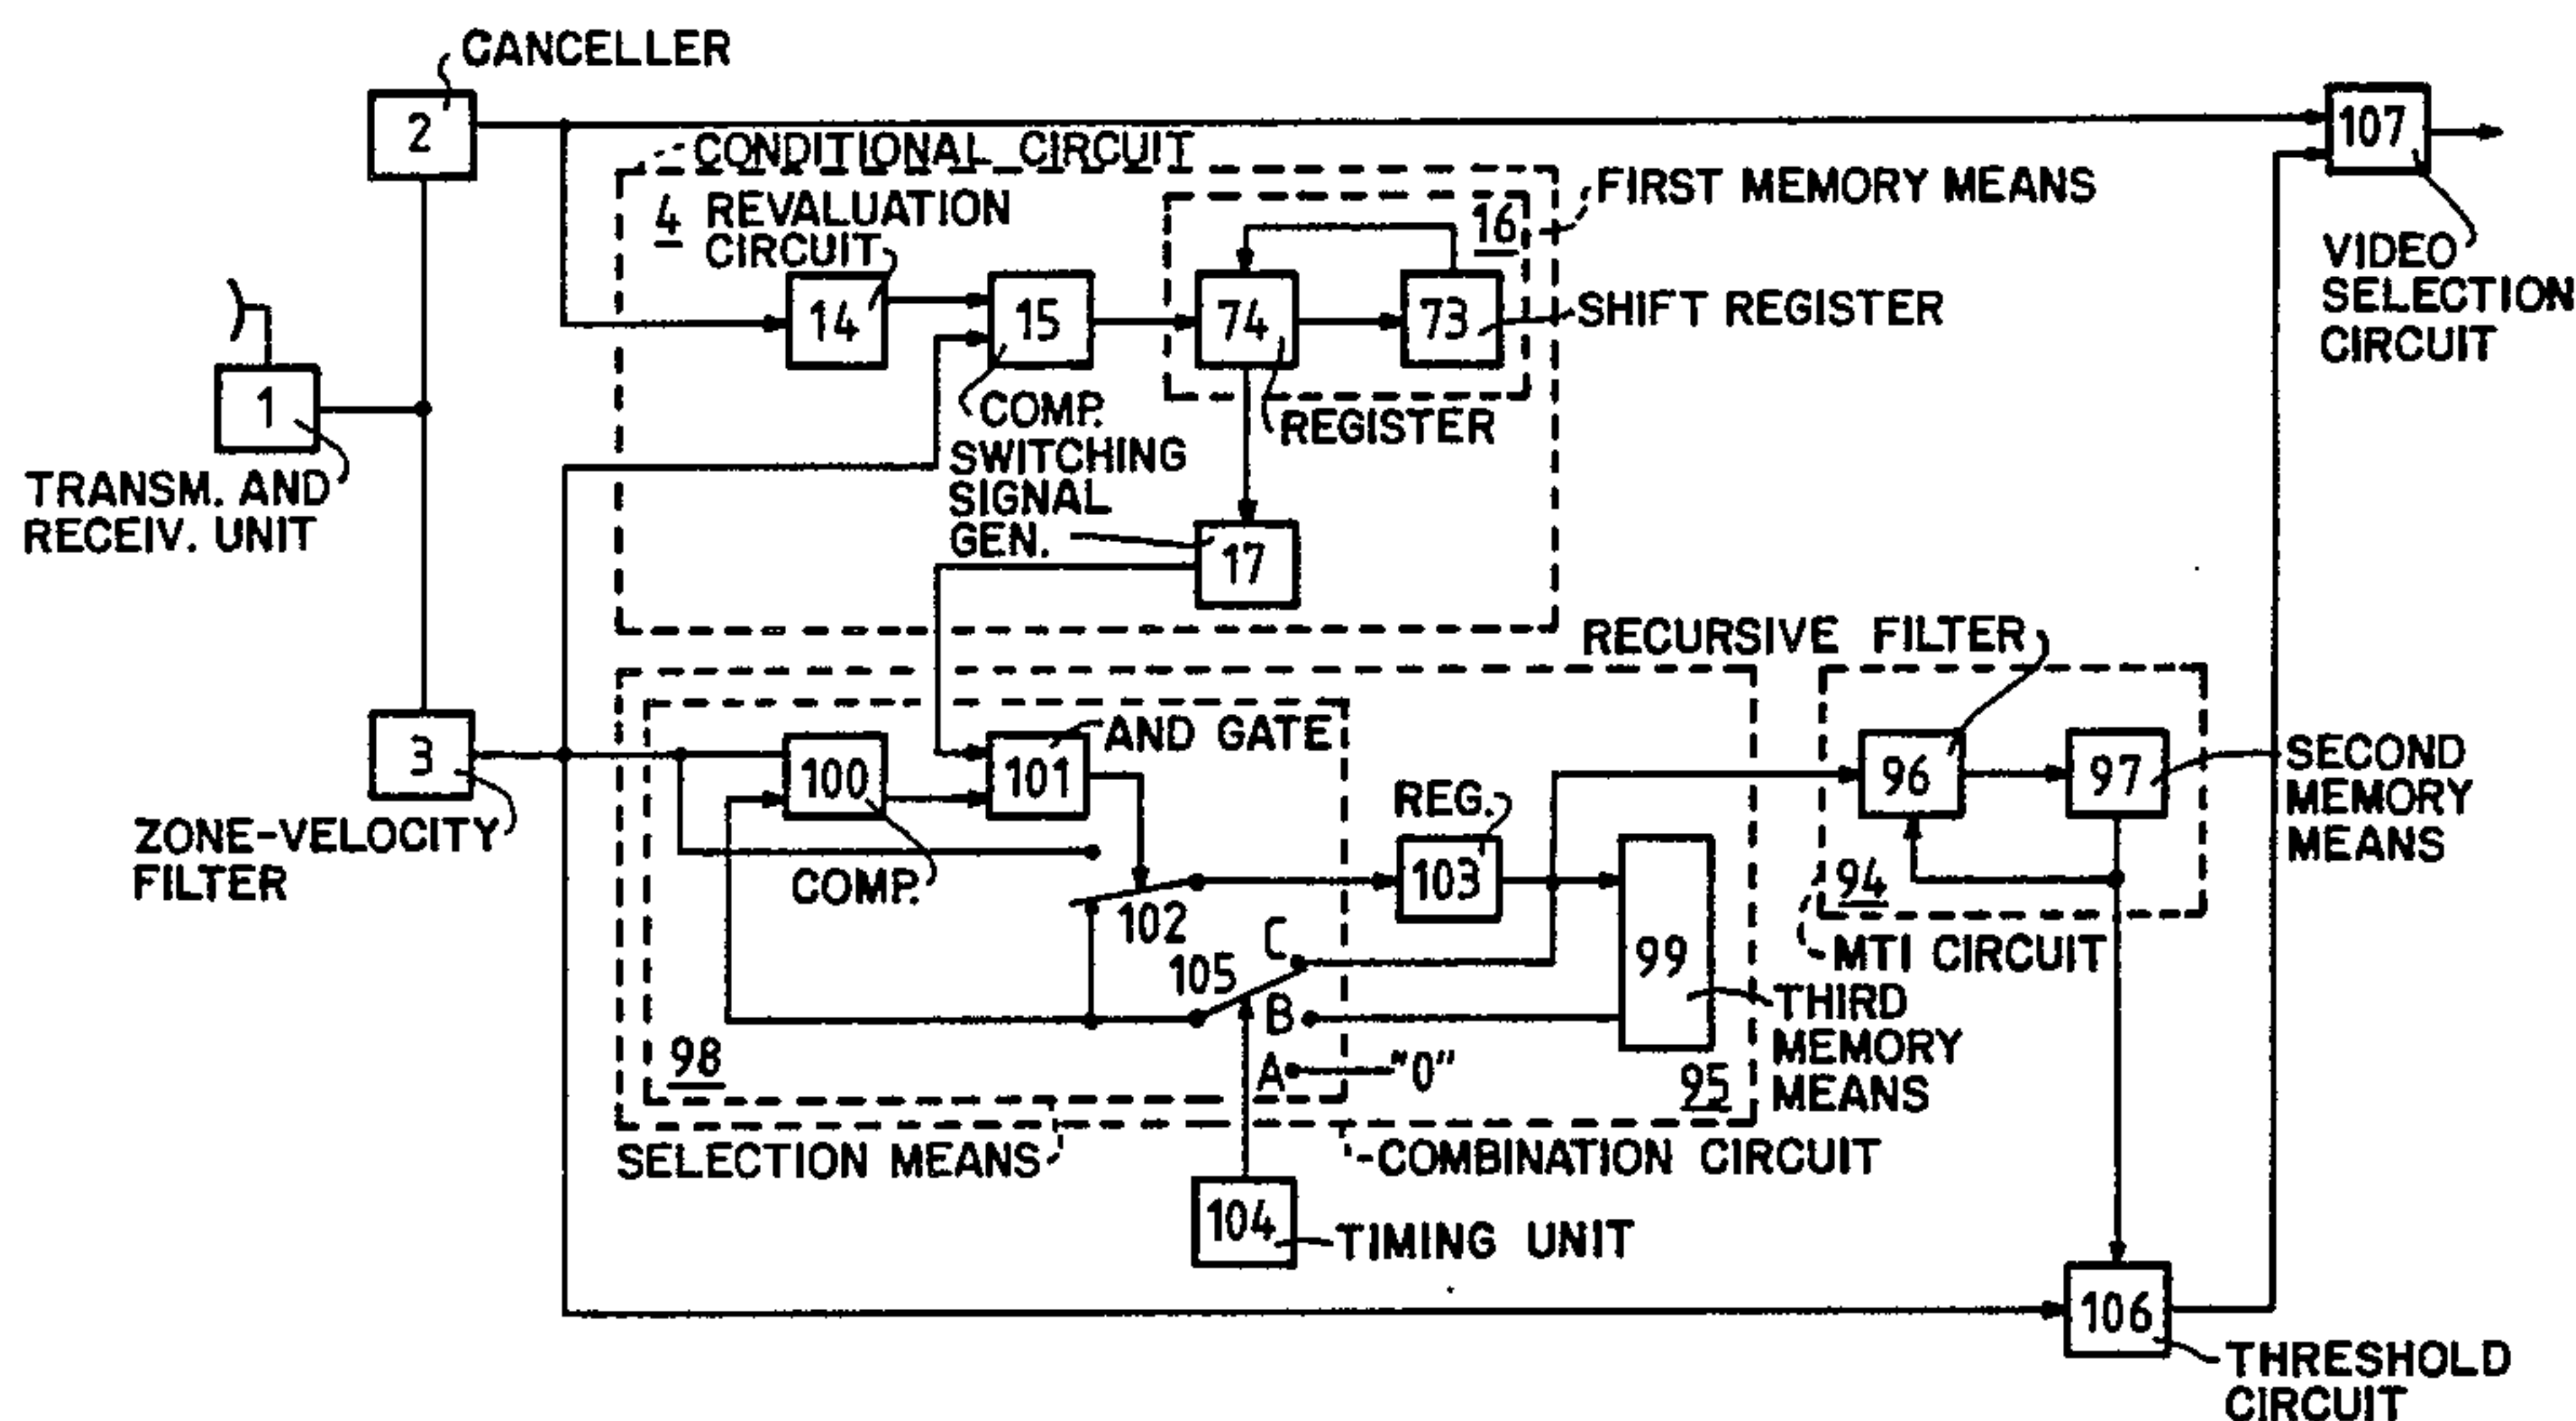 CANCELLER
2
107
CONDITIONAL CIRCUIT
FIRST MEMORY MEANS
4 REVALUATION
CIRCUIT
16
VIDEO
SELECTION
CIRCUIT
14
15
74
73
SHIFT REGISTER
1
COMP.
REGISTER
TRANSM. AND
RECEIV. UNIT
SWITCHING
SIGNAL
GEN.
17
RECURSIVE FILTER
3
100
101
AND GATE
96
97
SECOND
MEMORY
MEANS
ZONE-VELOCITY
FILTER
COMP.
REG.
103
102
94
MTI CIRCUIT
105
C
B
A
"0"
99
THIRD
MEMORY
MEANS
98
95
SELECTION MEANS
COMBINATION CIRCUIT
104
TIMING UNIT
106
THRESHOLD
CIRCUIT